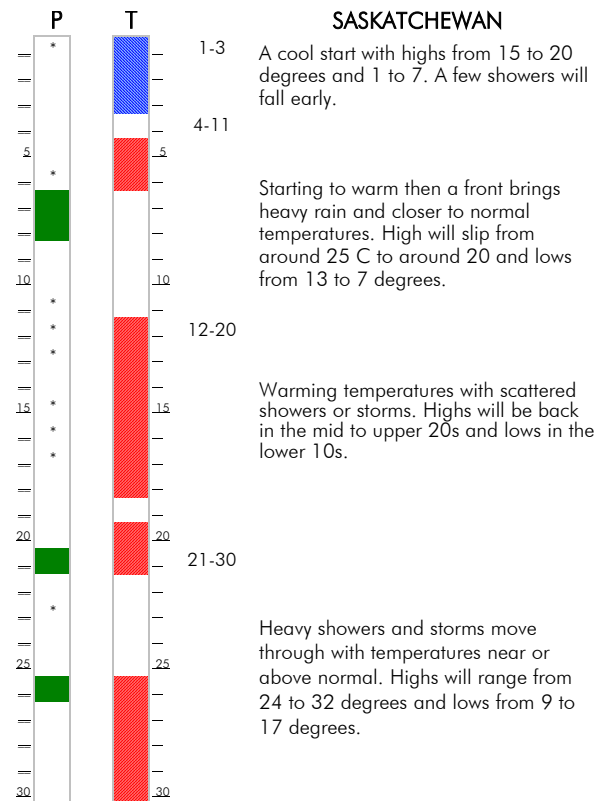 P T SASKATCHEWAN
* 1-3 A cool start with highs from 15 to 20
degrees and 1 to 7. A few showers will
fall early.
4-11
5 5
*
Starting to warm then a front brings
heavy rain and closer to normal
temperatures. High will slip from
around 25 C to around 20 and lows
from 13 to 7 degrees.
10 10
*
* 12-20
*
Warming temperatures with scattered
* 15 15 showers or storms. Highs will be back
* in the mid to upper 20s and lows in the
* lower 10s.
20 20
21-30
*
Heavy showers and storms move
through with temperatures near or
25 25
above normal. Highs will range from
24 to 32 degrees and lows from 9 to
17 degrees.
30 30